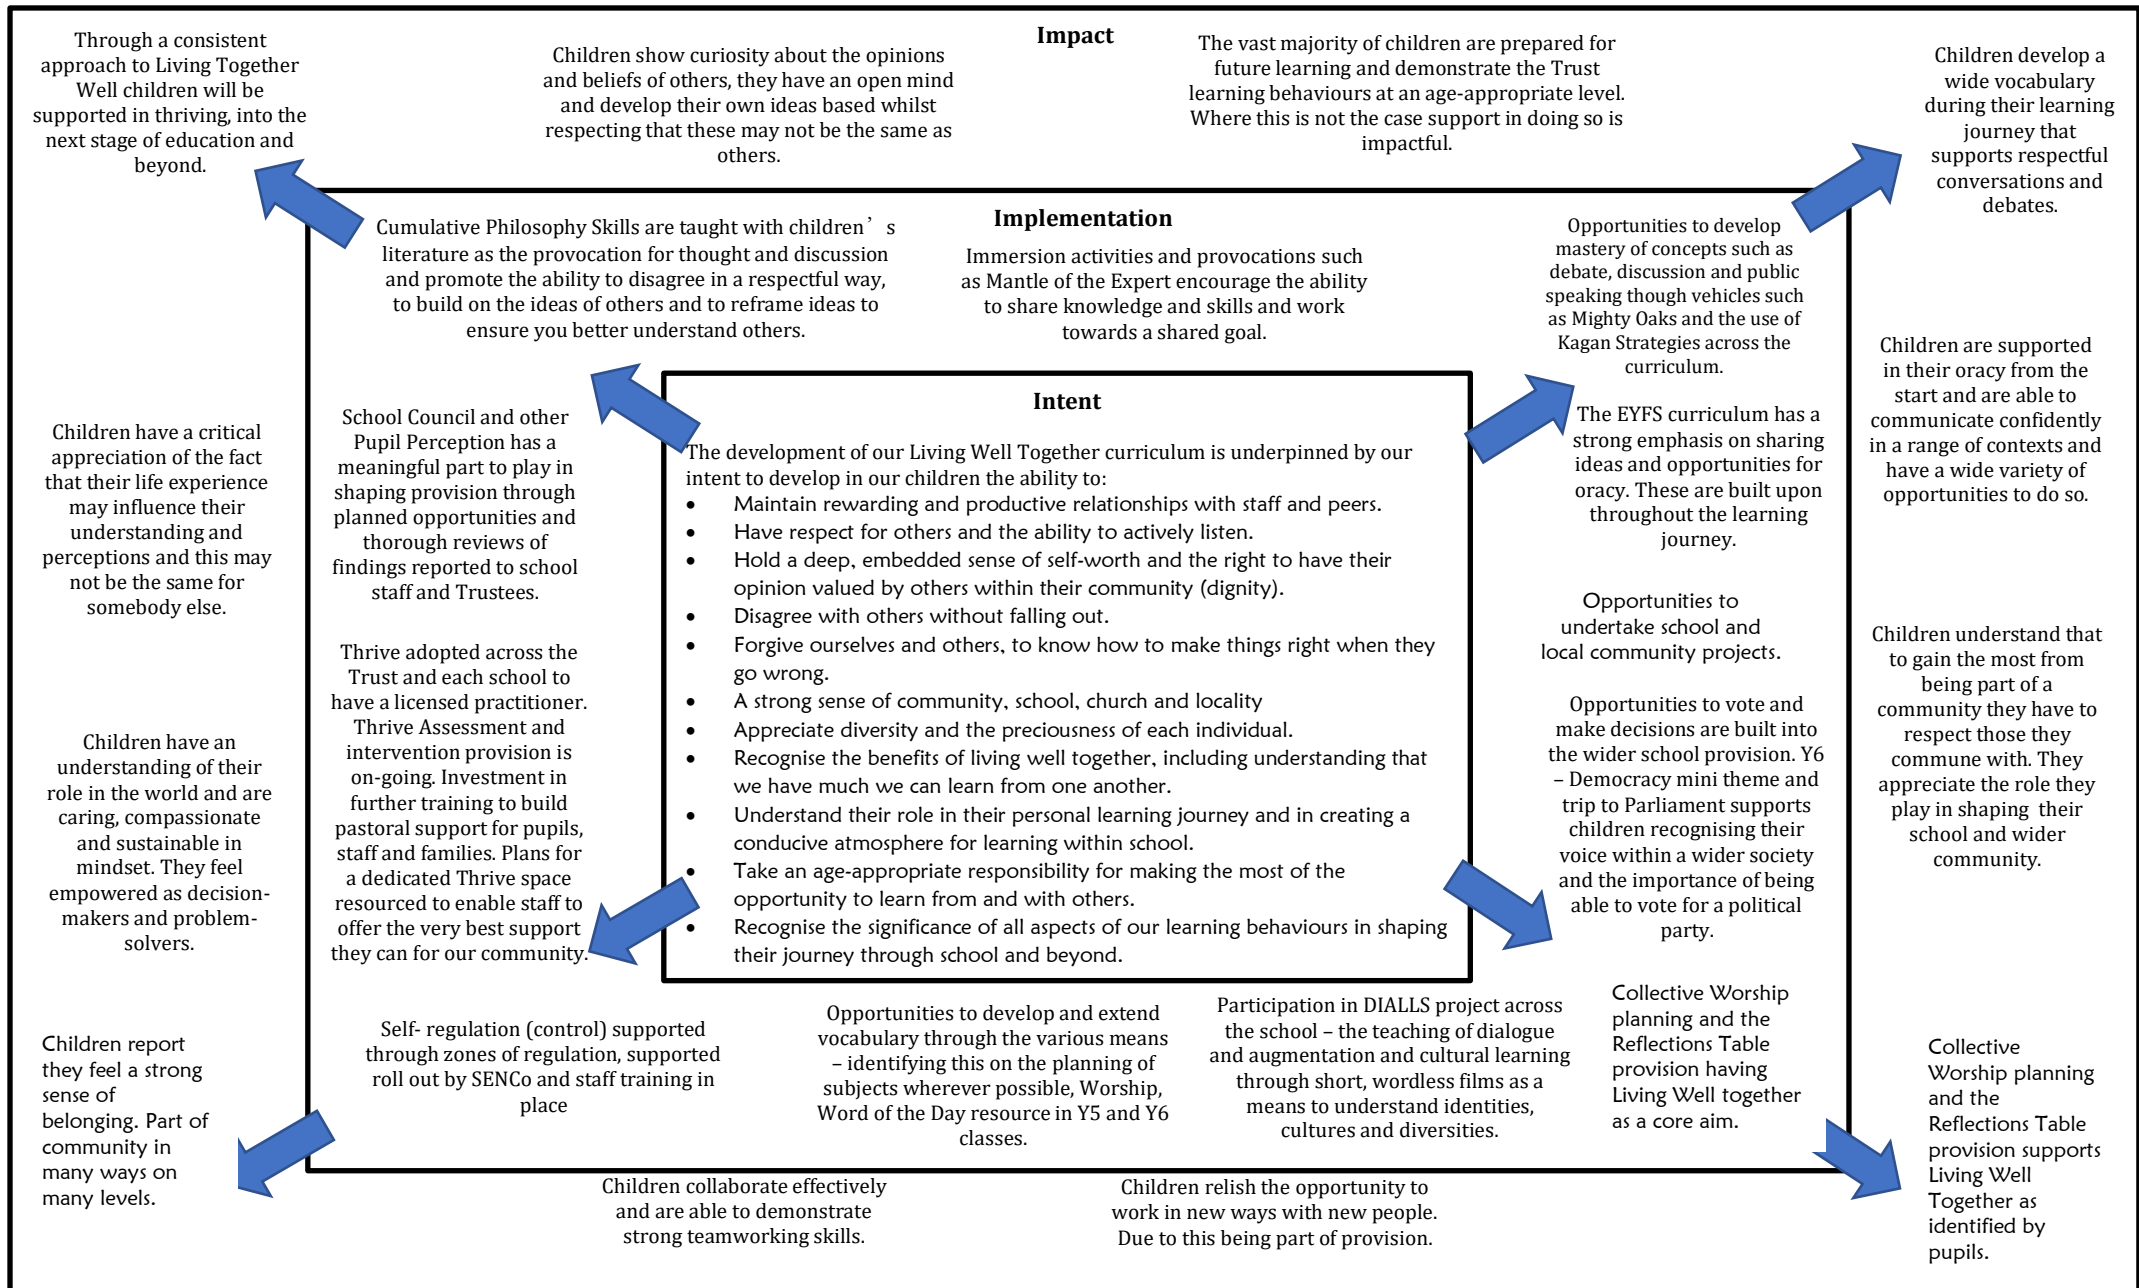 Impact
Through a consistent
approach to Living Together
Well children will be
supported in thriving, into the
next stage of education and
beyond.
Children show curiosity about the opinions
and beliefs of others, they have an open mind
and develop their own ideas based whilst
respecting that these may not be the same as
others.
The vast majority of children are prepared for
future learning and demonstrate the Trust
learning behaviours at an age-appropriate level.
Where this is not the case support in doing so is
impactful.
Children develop a
wide vocabulary
during their learning
journey that
supports respectful
conversations and
debates.
Children have a critical
appreciation of the fact
that their life experience
may influence their
understanding and
perceptions and this may
not be the same for
somebody else.
Children have an
understanding of their
role in the world and are
caring, compassionate
and sustainable in
mindset. They feel
empowered as decision-
makers and problem-
solvers.
Children report
they feel a strong
sense of
belonging. Part of
community in
many ways on
many levels.
Implementation
Cumulative Philosophy Skills are taught with children’ s
literature as the provocation for thought and discussion
and promote the ability to disagree in a respectful way,
to build on the ideas of others and to reframe ideas to
ensure you better understand others.
Immersion activities and provocations such
as Mantle of the Expert encourage the ability
to share knowledge and skills and work
towards a shared goal.
Opportunities to develop
mastery of concepts such as
debate, discussion and public
speaking though vehicles such
as Mighty Oaks and the use of
Kagan Strategies across the
curriculum.
School Council and other
Pupil Perception has a
meaningful part to play in
shaping provision through
planned opportunities and
thorough reviews of
findings reported to school
staff and Trustees.
Thrive adopted across the
Trust and each school to
have a licensed practitioner.
Thrive Assessment and
intervention provision is
on-going. Investment in
further training to build
pastoral support for pupils,
staff and families. Plans for
a dedicated Thrive space
resourced to enable staff to
offer the very best support
they can for our community.
Intent
The development of our Living Well Together curriculum is underpinned by our
intent to develop in our children the ability to:
• Maintain rewarding and productive relationships with staff and peers.
• Have respect for others and the ability to actively listen.
• Hold a deep, embedded sense of self-worth and the right to have their
opinion valued by others within their community (dignity).
• Disagree with others without falling out.
• Forgive ourselves and others, to know how to make things right when they
go wrong.
• A strong sense of community, school, church and locality
• Appreciate diversity and the preciousness of each individual.
• Recognise the benefits of living well together, including understanding that
we have much we can learn from one another.
• Understand their role in their personal learning journey and in creating a
conducive atmosphere for learning within school.
• Take an age-appropriate responsibility for making the most of the
opportunity to learn from and with others.
• Recognise the significance of all aspects of our learning behaviours in shaping
their journey through school and beyond.
The EYFS curriculum has a
strong emphasis on sharing
ideas and opportunities for
oracy. These are built upon
throughout the learning
journey.
Opportunities to
undertake school and
local community projects.
Opportunities to vote and
make decisions are built into
the wider school provision. Y6
– Democracy mini theme and
trip to Parliament supports
children recognising their
voice within a wider society
and the importance of being
able to vote for a political
party.
Children are supported
in their oracy from the
start and are able to
communicate confidently
in a range of contexts and
have a wide variety of
opportunities to do so.
Children understand that
to gain the most from
being part of a
community they have to
respect those they
commune with. They
appreciate the role they
play in shaping their
school and wider
community.
Self- regulation (control) supported
through zones of regulation, supported
roll out by SENCo and staff training in
place
Opportunities to develop and extend
vocabulary through the various means
– identifying this on the planning of
subjects wherever possible, Worship,
Word of the Day resource in Y5 and Y6
classes.
Participation in DIALLS project across
the school – the teaching of dialogue
and augmentation and cultural learning
through short, wordless films as a
means to understand identities,
cultures and diversities.
Collective Worship
planning and the
Reflections Table
provision having
Living Well together
as a core aim.
Collective
Worship planning
and the
Reflections Table
provision supports
Living Well
Together as
identified by
pupils.
Children collaborate effectively
and are able to demonstrate
strong teamworking skills.
Children relish the opportunity to
work in new ways with new people.
Due to this being part of provision.